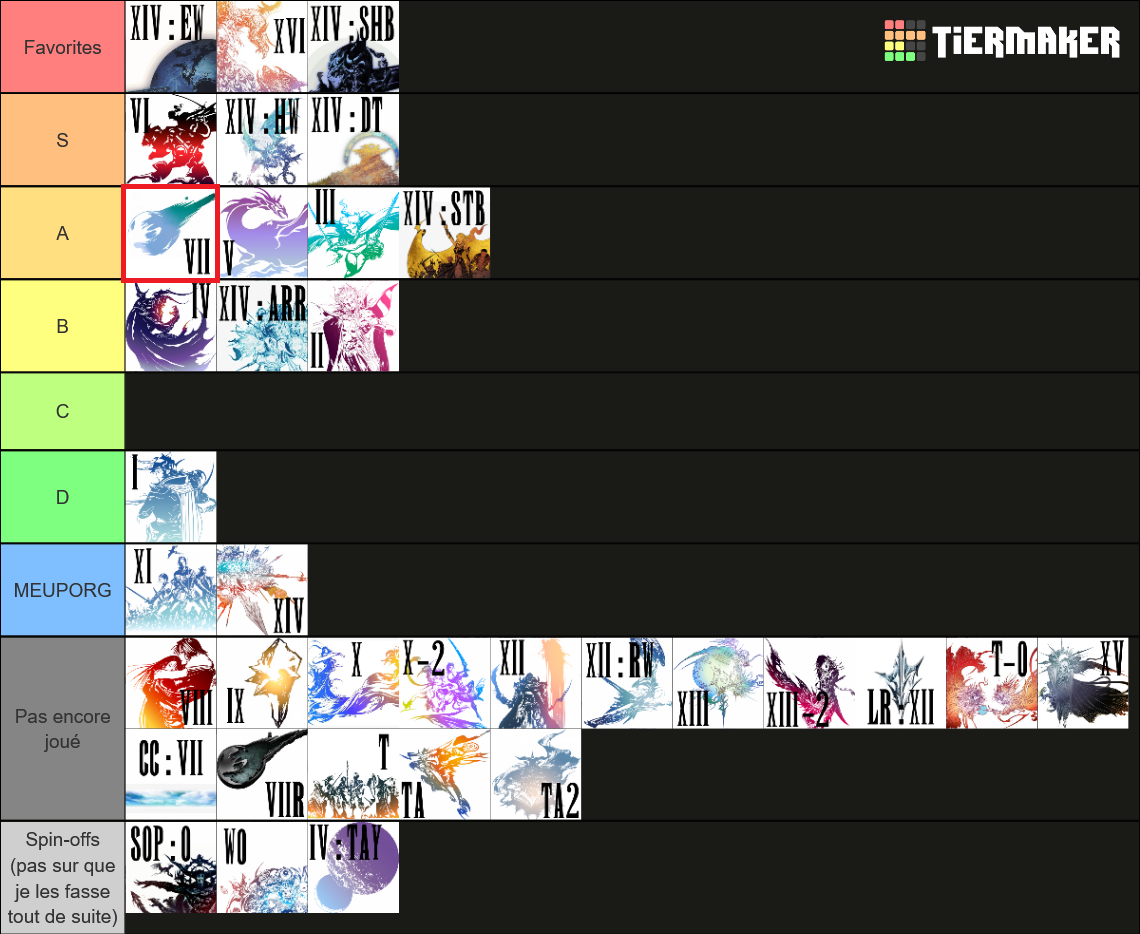 TiERMAKER
Favorites
XIV : EW
XVI
XIV : SHB
S
VI
XIV : HW
XIV : DT
A
VII
V
III
XIV : STB
B
IV
XIV : ARR
II
C
D
I
MEUPORG
XI
XIV
Pas encore
joué
VIII
IX
X
X-2
XII
XII : RW
XIII
XIII-2
LR : XII
T-0
XV
CC : VII
VIIR
T
TA
TA2
Spin-offs
(pas sur que
je les fasse
tout de suite)
SOP : O
WO
IV : TAY